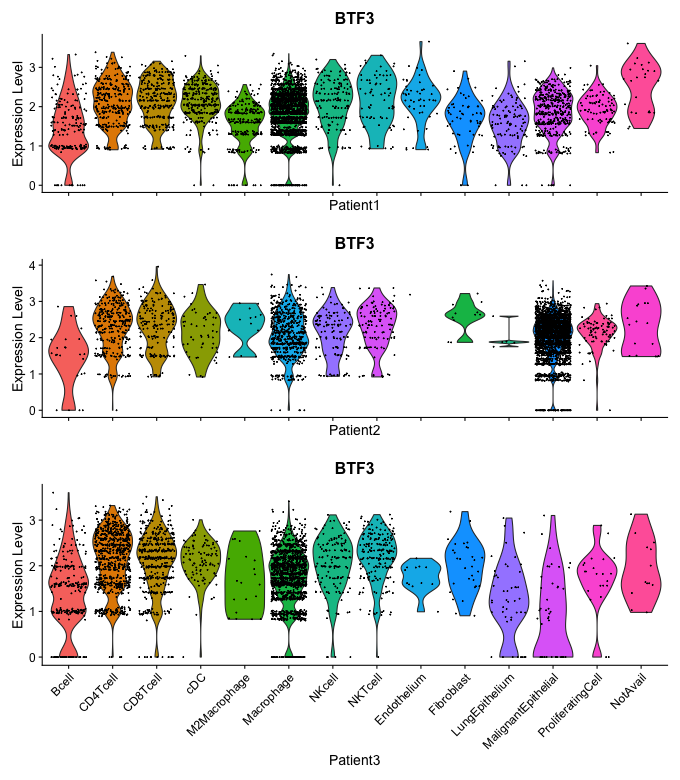 BTF3
Expression Level
3
2
1
0
Patient1
BTF3
Expression Level
4
3
2
1
0
Patient2
BTF3
Expression Level
3
2
1
0
Bcell
CD4Tcell
CD8Tcell
cDC
M2Macrophage
Macrophage
NKcell
NKTcell
Endothelium
Fibroblast
LungEpithelium
MalignantEpithelial
ProliferatingCell
NotAvail
Patient3